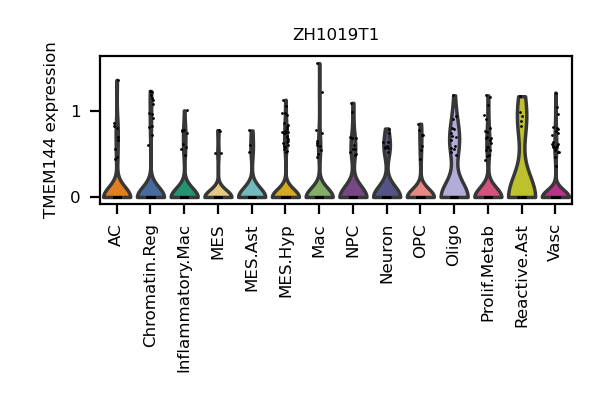 ZH1019T1
TMEM144 expression
1
0
AC
Chromatin.Reg
Inflammatory.Mac
MES
MES.Ast
MES.Hyp
Mac
NPC
Neuron
OPC
Oligo
Prolif.Metab
Reactive.Ast
Vasc